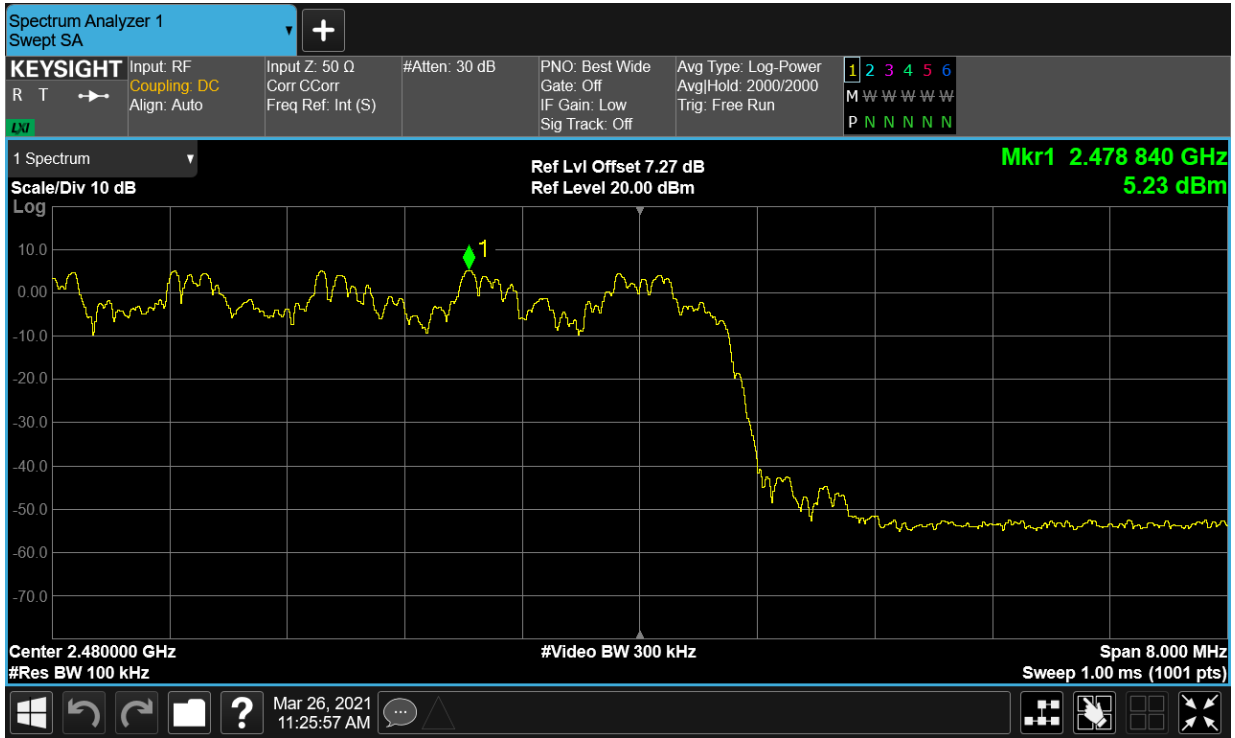 Spectrum Analyzer 1
Swept SA
KEYSIGHT
R T
LXI
Input: RF
Coupling: DC
Align: Auto
Input Z: 50 Ω
Corr CCorr
Freq Ref: Int (S)
#Atten: 30 dB
PNO: Best Wide
Gate: Off
IF Gain: Low
Sig Track: Off
Avg Type: Log-Power
Avg|Hold: 2000/2000
Trig: Free Run
1 2 3 4 5 6
M W W W W W
P N N N N N
1 Spectrum
Scale/Div 10 dB
Ref Lvl Offset 7.27 dB
Ref Level 20.00 dBm
Mkr1 2.478 840 GHz
5.23 dBm
Log
1
10.0
0.00
-10.0
-20.0
-30.0
-40.0
-50.0
-60.0
-70.0
Center 2.480000 GHz
#Video BW 300 kHz
Span 8.000 MHz
#Res BW 100 kHz
Sweep 1.00 ms (1001 pts)
?
Mar 26, 2021
11:25:57 AM